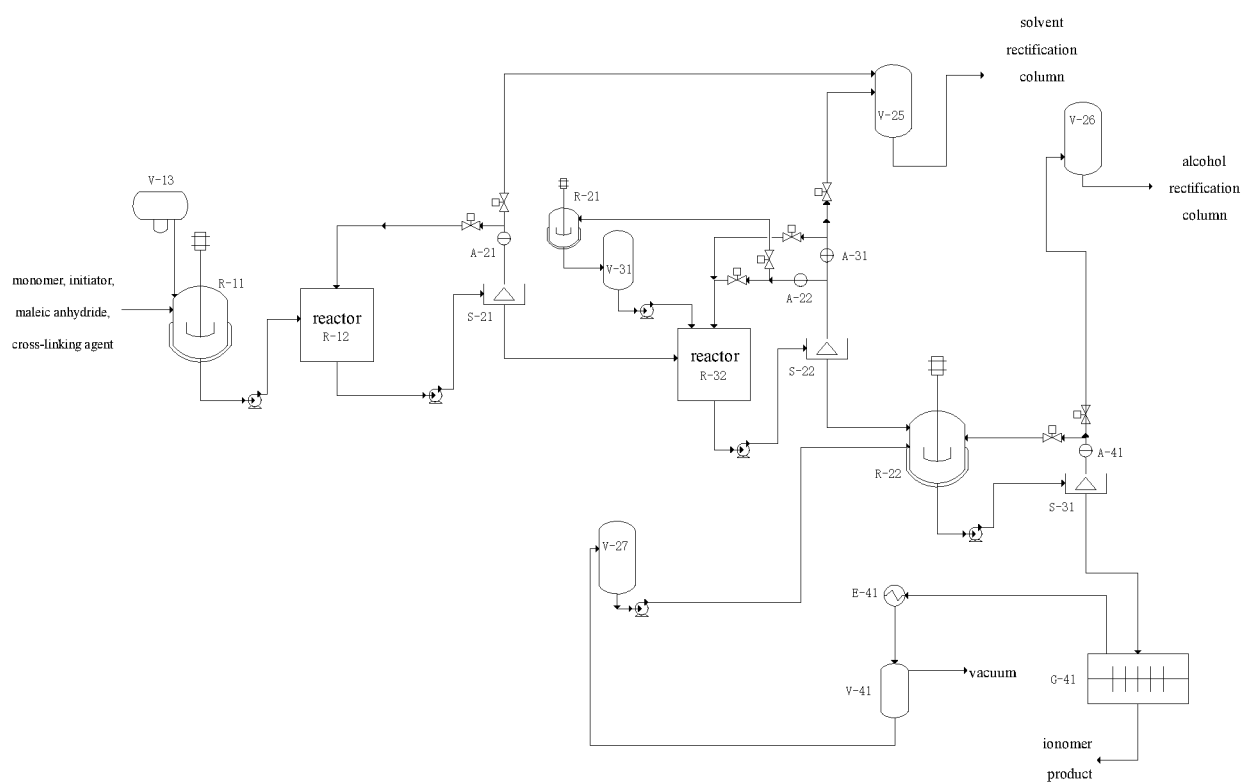 solvent
rectification
column
V-25
V-26
alcohol
rectification
column
V-13
R-21
A-21
V-31
A-31
A-22
monomer, initiator,
maleic anhydride,
cross-linking agent
R-11
reactor
R-12
S-21
reactor
R-32
S-22
R-22
A-41
S-31
V-27
E-41
V-41
vacuum
G-41
ionomer
product